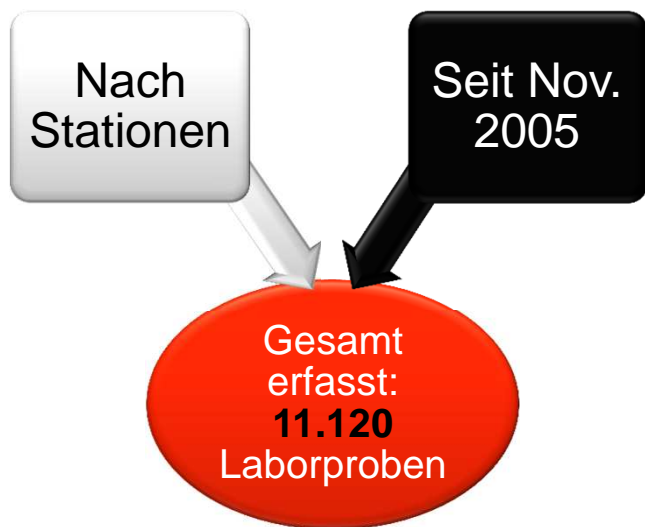 Nach
Stationen
Seit Nov.
2005
Gesamt
erfasst:
11.120
Laborproben